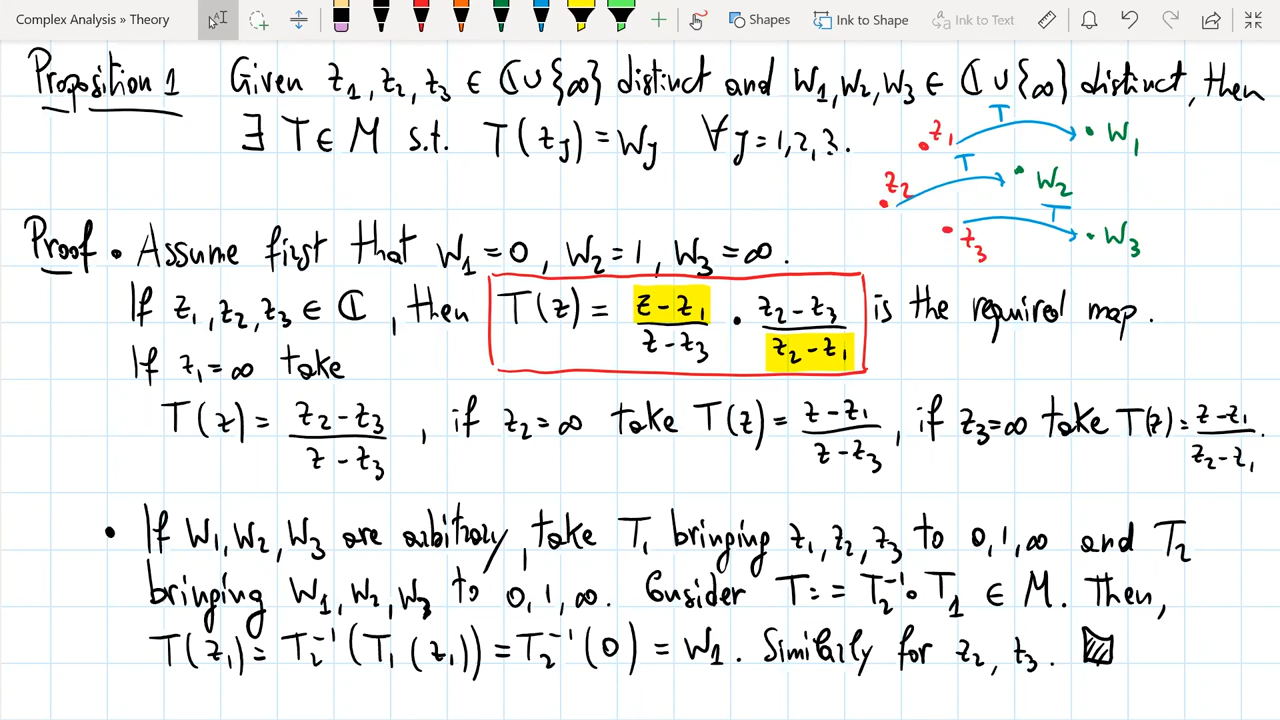 Complex Analysis » Theory
Shapes Ink to Shape Ink to Text
Proposition 1 Given z₁, z₂, z₃ ∈ ℂ∪{∞} distinct and W₁, W₂, W₃ ∈ ℂ∪{∞} distinct, then
∃ T ∈ M s.t. T(z_J) = W_J ∀J = 1,2,3.
z₁ T W₁
z₂ T W₂
z₃ T W₃
Proof • Assume first that W₁ = 0, W₂ = 1, W₃ = ∞.
If z₁, z₂, z₃ ∈ ℂ, then T(z) = (z - z₁)/(z - z₃) • (z₂ - z₃)/(z₂ - z₁) is the required map.
If z₁ = ∞ take
T(z) = (z₂ - z₃)/(z - z₃), if z₂ = ∞ take T(z) = (z - z₁)/(z - z₃), if z₃ = ∞ take T(z) = (z - z₁)/(z₂ - z₁).
• If W₁, W₂, W₃ are arbitrary, take T₁ bringing z₁, z₂, z₃ to 0, 1, ∞ and T₂
bringing W₁, W₂, W₃ to 0, 1, ∞. Consider T := T₂⁻¹ ∘ T₁ ∈ M. Then,
T(z₁) = T₂⁻¹(T₁(z₁)) = T₂⁻¹(0) = W₁. Similarly for z₂, z₃.